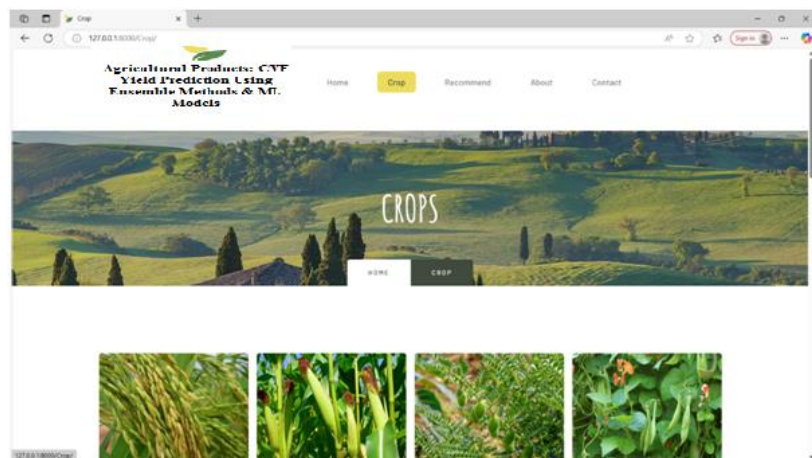 Crop
127.0.0.1:8000/Crop/
Sign in
Agricultural Products: CVF
Yield Prediction Using
Ensemble Methods & ML
Models
Home Crop Recommend About Contact
CROPS
HOME CROP
127.0.0.1:8000/Crop/